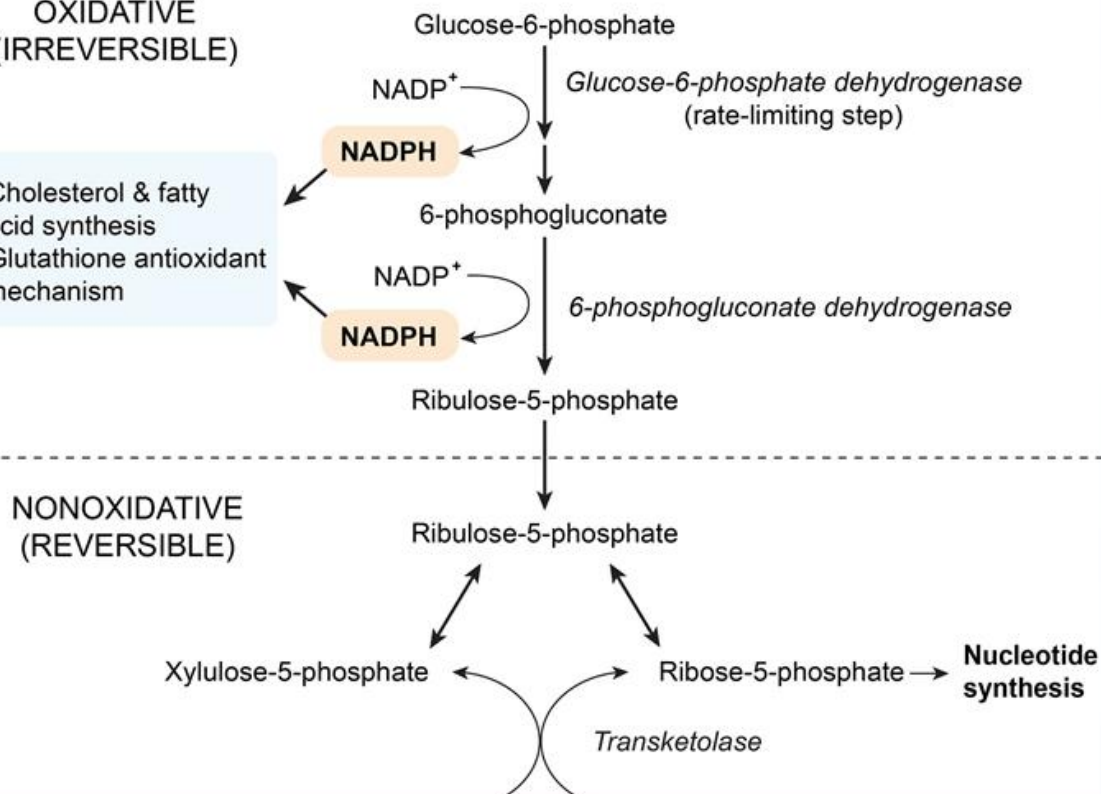 OXIDATIVE
(IRREVERSIBLE)
Glucose-6-phosphate
NADP+
Glucose-6-phosphate dehydrogenase
(rate-limiting step)
NADPH
Cholesterol & fatty
cid synthesis
Glutathione antioxidant
mechanism
6-phosphogluconate
NADP+
6-phosphogluconate dehydrogenase
NADPH
Ribulose-5-phosphate
NONOXIDATIVE
(REVERSIBLE)
Ribulose-5-phosphate
Xylulose-5-phosphate
Ribose-5-phosphate
Nucleotide
synthesis
Transketolase